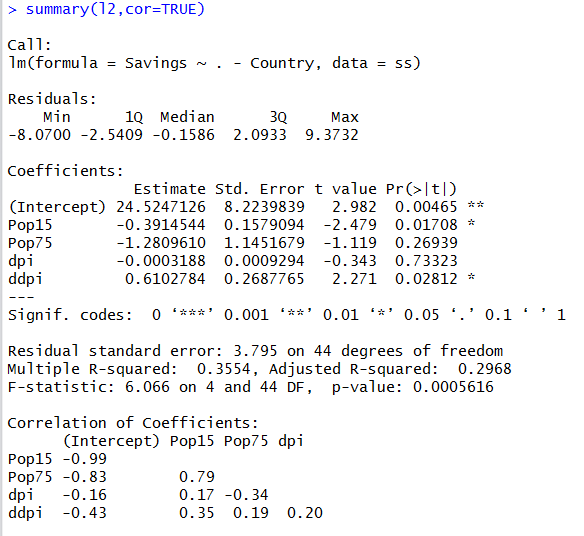 > summary(l2,cor=TRUE)
Call:
lm(formula = Savings ~ . - Country, data = ss)
Residuals:
    Min      1Q  Median      3Q     Max
-8.0700 -2.5409 -0.1586  2.0933  9.3732
Coefficients:
              Estimate Std. Error t value Pr(>|t|)
(Intercept) 24.5247126  8.2239839   2.982  0.00465 **
Pop15       -0.3914544  0.1579094  -2.479  0.01708 *
Pop75       -1.2809610  1.1451679  -1.119  0.26939
dpi         -0.0003188  0.0009294  -0.343  0.73323
ddpi         0.6102784  0.2687765   2.271  0.02812 *
---
Signif. codes:  0 ‘***’ 0.001 ‘**’ 0.01 ‘*’ 0.05 ‘.’ 0.1 ‘ ’ 1
Residual standard error: 3.795 on 44 degrees of freedom
Multiple R-squared:  0.3554, Adjusted R-squared:  0.2968
F-statistic: 6.066 on 4 and 44 DF,  p-value: 0.0005616
Correlation of Coefficients:
      (Intercept) Pop15 Pop75 dpi
Pop15 -0.99
Pop75 -0.83        0.79
dpi   -0.16        0.17 -0.34
ddpi  -0.43        0.35  0.19  0.20